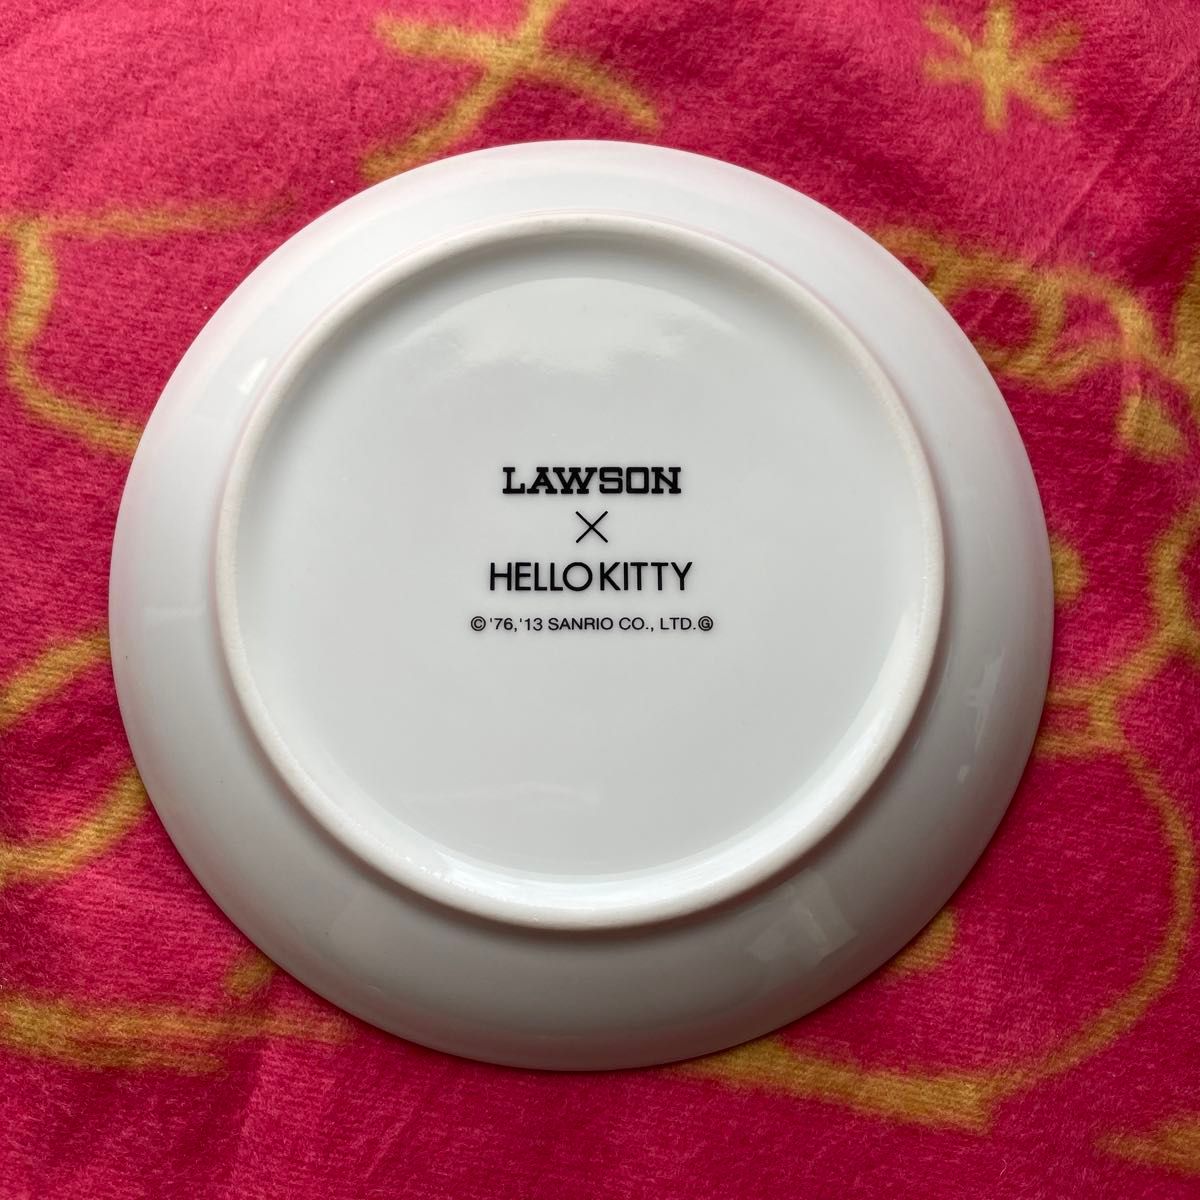 LAWSON
×
HELLO KITTY
© '76,'13 SANRIO CO., LTD.Ⓖ